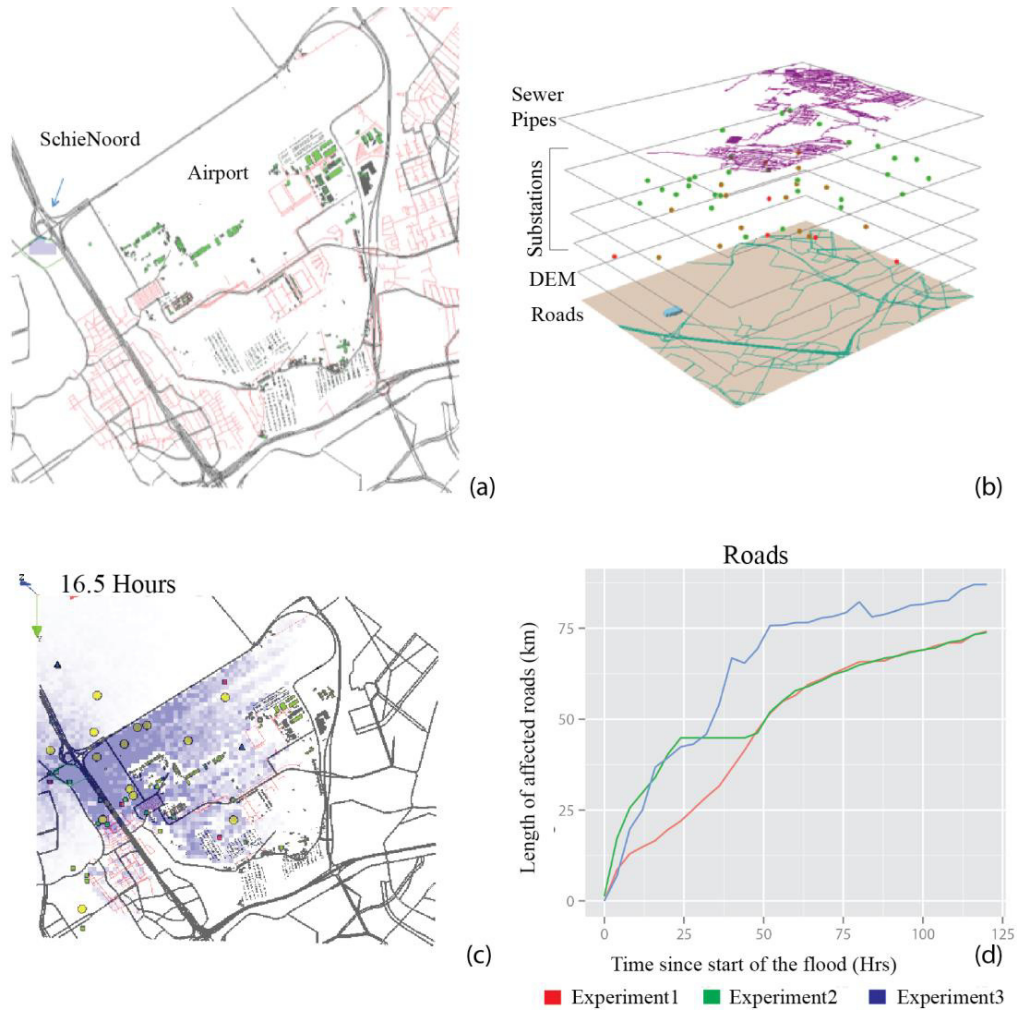 SchieNoord
Airport
(a)
Sewer
Pipes
Substations
DEM
Roads
(b)
16.5 Hours
(c)
Roads
Length of affected roads (km)
75
50
25
0
0 25 50 75 100 125
Time since start of the flood (Hrs)
(d)
Experiment1 Experiment2 Experiment3